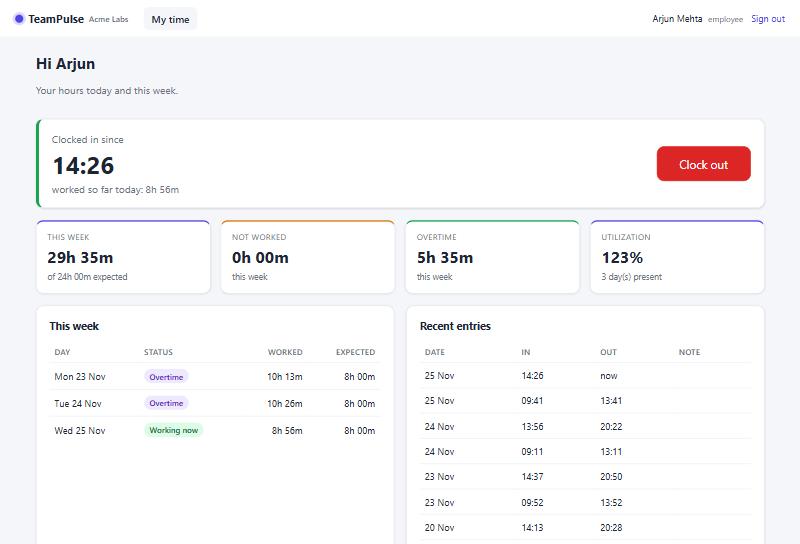 TeamPulse Acme Labs My time Arjun Mehta employee Sign out
Hi Arjun
Your hours today and this week.
Clocked in since
14:26
worked so far today: 8h 56m
Clock out
THIS WEEK
29h 35m
of 24h 00m expected
NOT WORKED
0h 00m
this week
OVERTIME
5h 35m
this week
UTILIZATION
123%
3 day(s) present
This week
DAY STATUS WORKED EXPECTED
Mon 23 Nov Overtime 10h 13m 8h 00m
Tue 24 Nov Overtime 10h 26m 8h 00m
Wed 25 Nov Working now 8h 56m 8h 00m
Recent entries
DATE IN OUT NOTE
25 Nov 14:26 now
25 Nov 09:41 13:41
24 Nov 13:56 20:22
24 Nov 09:11 13:11
23 Nov 14:37 20:50
23 Nov 09:52 13:52
20 Nov 14:13 20:28